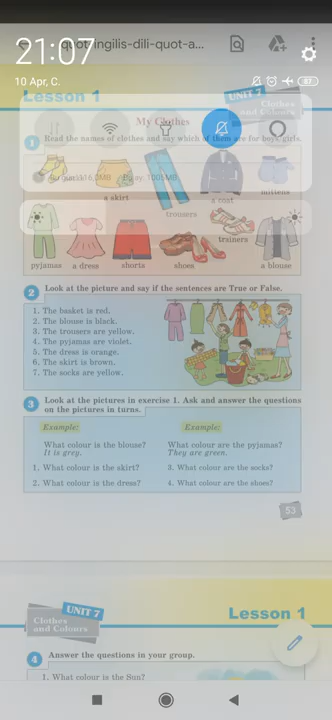 quot-ingilis-dili-quot-a...
21:07
10 Apr, C.
87
Lesson 1
UNIT 7
Clothes
and Colours
My Clothes
1 Read the names of clothes and say which of them are for boys/girls.
a skirt
trousers
a coat
mittens
trainers
pyjamas
a dress
shorts
shoes
a blouse
2 Look at the picture and say if the sentences are True or False.
1. The basket is red.
2. The blouse is black.
3. The trousers are yellow.
4. The pyjamas are violet.
5. The dress is orange.
6. The skirt is brown.
7. The socks are yellow.
3 Look at the pictures in exercise 1. Ask and answer the questions
on the pictures in turns.
Example:
What colour is the blouse?
It is grey.
1. What colour is the skirt?
2. What colour is the dress?
Example:
What colour are the pyjamas?
They are green.
3. What colour are the socks?
4. What colour are the shoes?
53
UNIT 7
Clothes
and Colours
Lesson 1
4 Answer the questions in your group.
1. What colour is the Sun?